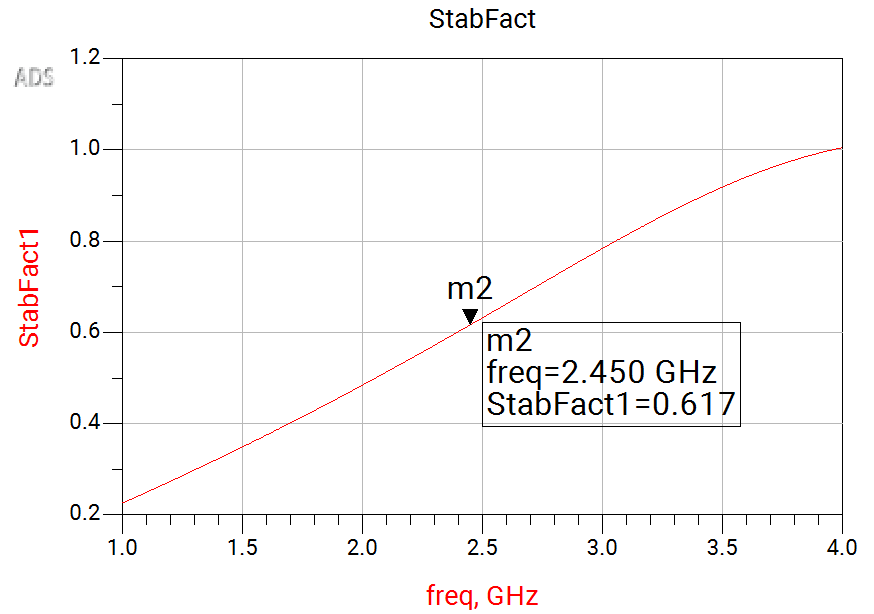 StabFact
ADS
1.2
1.0
0.8
0.6
0.4
0.2
StabFact1
m2
m2
freq=2.450 GHz
StabFact1=0.617
1.0 1.5 2.0 2.5 3.0 3.5 4.0
freq, GHz